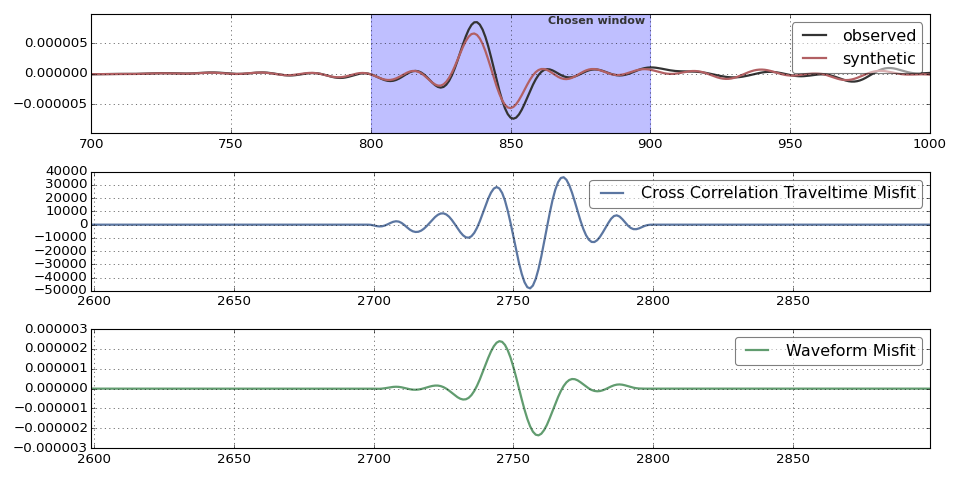 Chosen window
observed
synthetic
0.000005
0.000000
−0.000005
700 750 800 850 900 950 1000
40000
30000
20000
10000
0
−10000
−20000
−30000
−40000
−50000
Cross Correlation Traveltime Misfit
2600 2650 2700 2750 2800 2850
0.000003
0.000002
0.000001
0.000000
−0.000001
−0.000002
−0.000003
Waveform Misfit
2600 2650 2700 2750 2800 2850